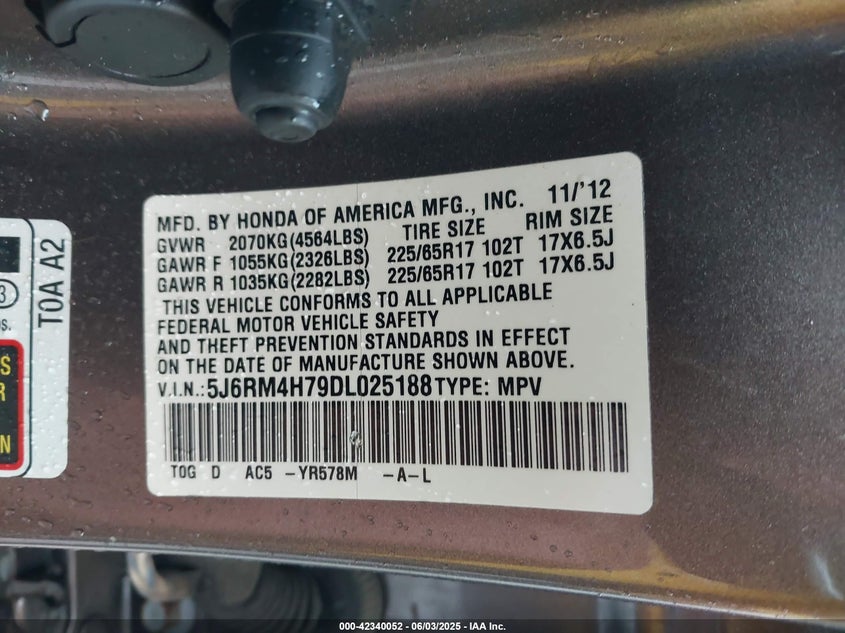 MFD. BY HONDA OF AMERICA MFG., INC. 11/'12
GVWR 2070KG(4564LBS) TIRE SIZE RIM SIZE
GAWR F 1055KG(2326LBS) 225/65R17 102T 17X6.5J
GAWR R 1035KG(2282LBS) 225/65R17 102T 17X6.5J
THIS VEHICLE CONFORMS TO ALL APPLICABLE
FEDERAL MOTOR VEHICLE SAFETY
AND THEFT PREVENTION STANDARDS IN EFFECT
ON THE DATE OF MANUFACTURE SHOWN ABOVE.
V.I.N.: 5J6RM4H79DL025188 TYPE: MPV
TOG D AC5 -YR578M -A-L
T0A A2
3
S
R
N
000-42340052 - 06/03/2025 - IAA Inc.